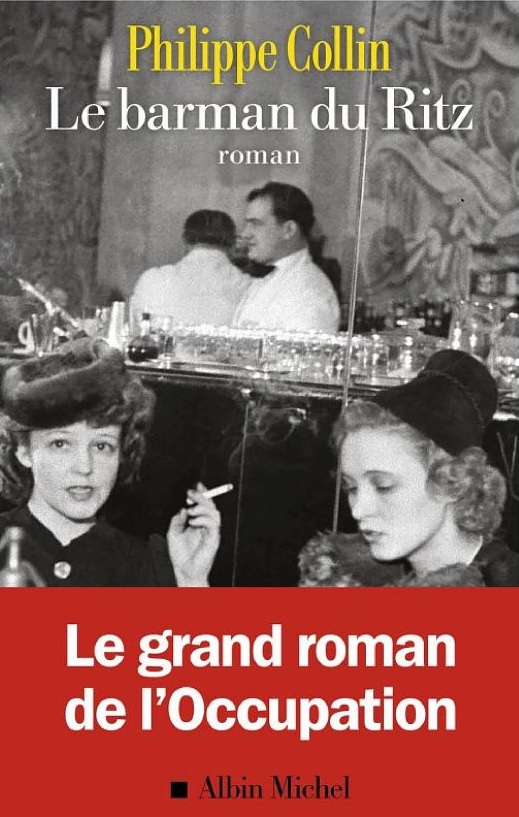 Philippe Collin
Le barman du Ritz
roman
Le grand roman
de l'Occupation
Albin Michel